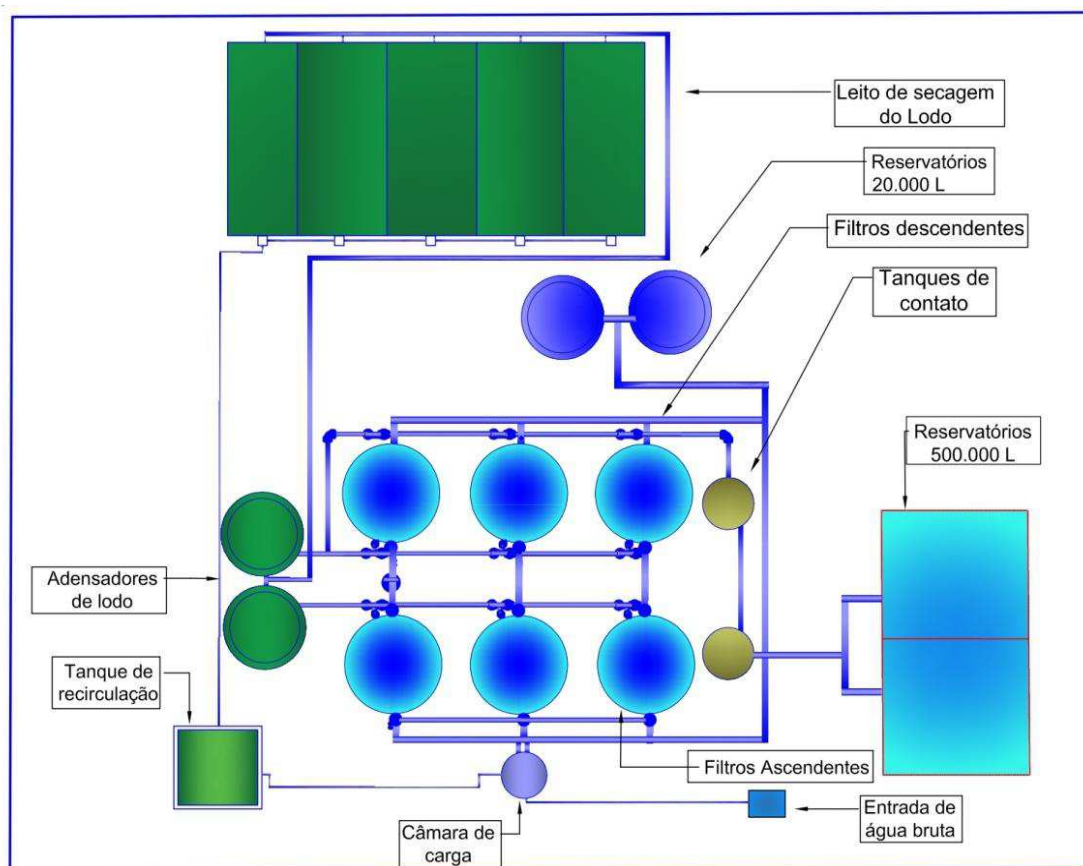 Leito de secagem
do Lodo
Reservatórios
20.000 L
Filtros descendentes
Tanques de
contato
Reservatórios
500.000 L
Adensadores
de lodo
Tanque de
recirculação
Filtros Ascendentes
Câmara de
carga
Entrada de
água bruta